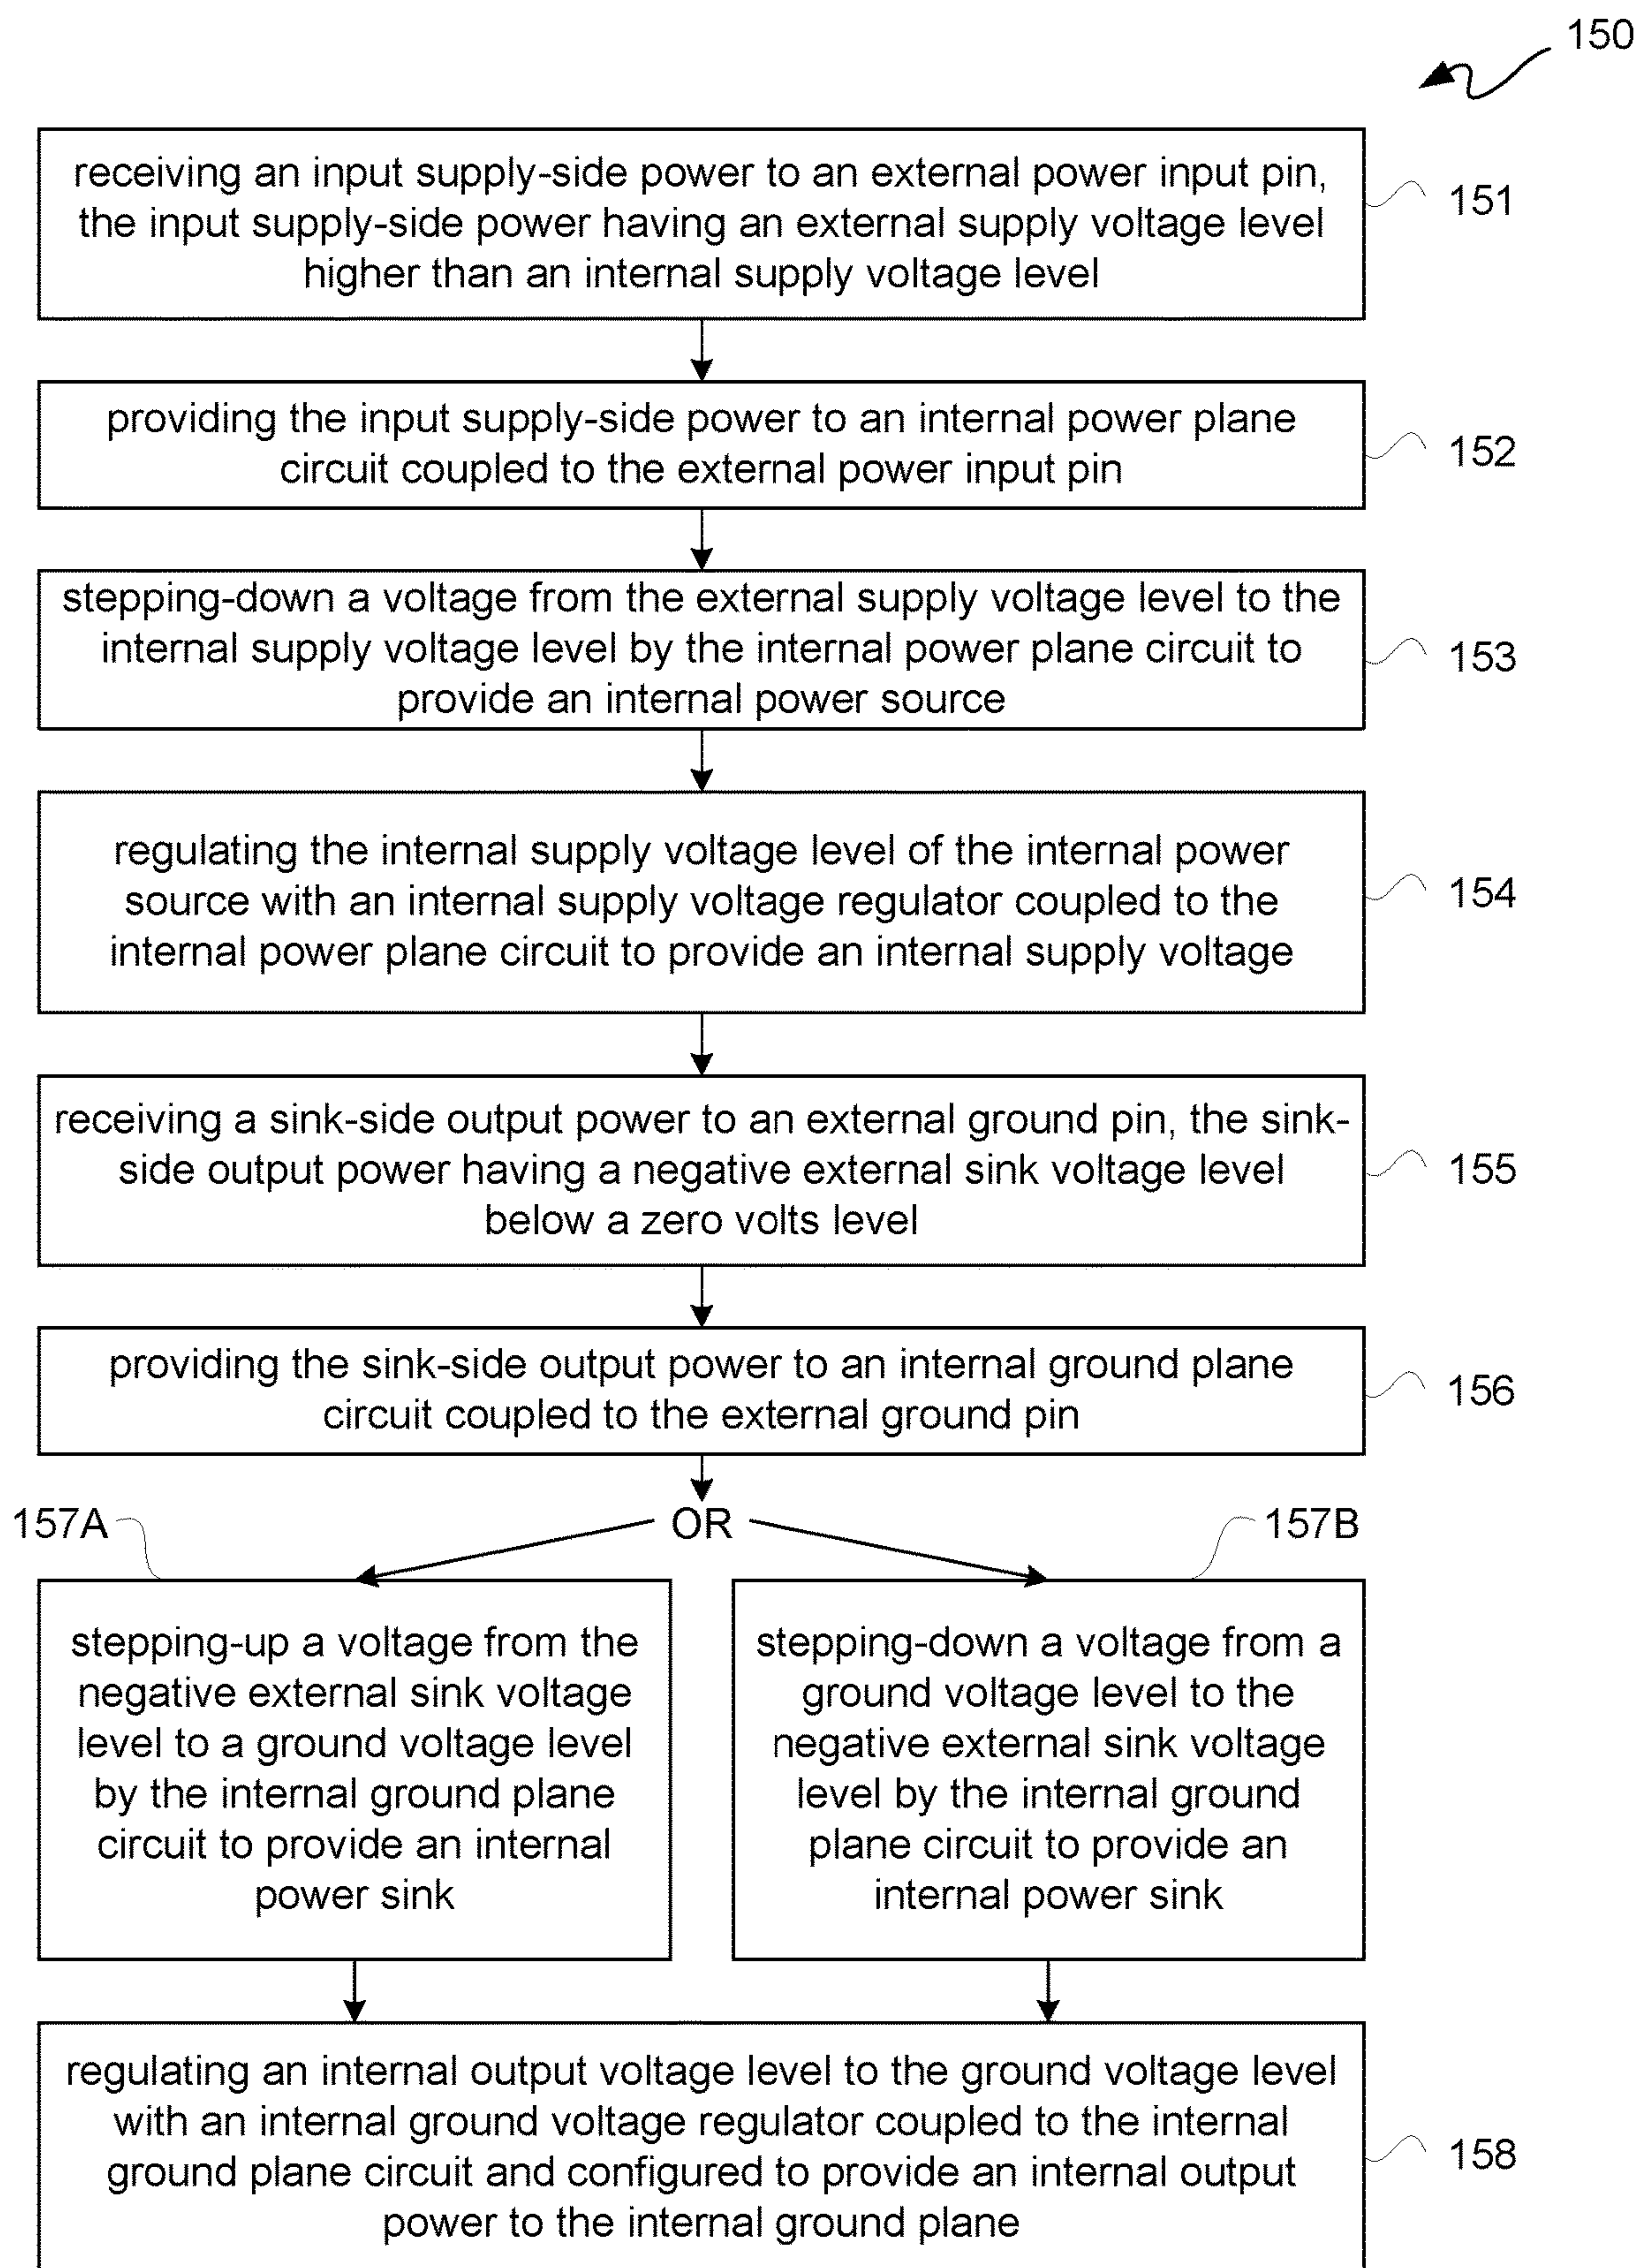 150
receiving an input supply-side power to an external power input pin,
the input supply-side power having an external supply voltage level
higher than an internal supply voltage level
151
providing the input supply-side power to an internal power plane
circuit coupled to the external power input pin
152
stepping-down a voltage from the external supply voltage level to the
internal supply voltage level by the internal power plane circuit to
provide an internal power source
153
regulating the internal supply voltage level of the internal power
source with an internal supply voltage regulator coupled to the
internal power plane circuit to provide an internal supply voltage
154
receiving a sink-side output power to an external ground pin, the sink-
side output power having a negative external sink voltage level
below a zero volts level
155
providing the sink-side output power to an internal ground plane
circuit coupled to the external ground pin
156
OR
157A
stepping-up a voltage from the
negative external sink voltage
level to a ground voltage level
by the internal ground plane
circuit to provide an internal
power sink
157B
stepping-down a voltage from a
ground voltage level to the
negative external sink voltage
level by the internal ground
plane circuit to provide an
internal power sink
regulating an internal output voltage level to the ground voltage level
with an internal ground voltage regulator coupled to the internal
ground plane circuit and configured to provide an internal output
power to the internal ground plane
158